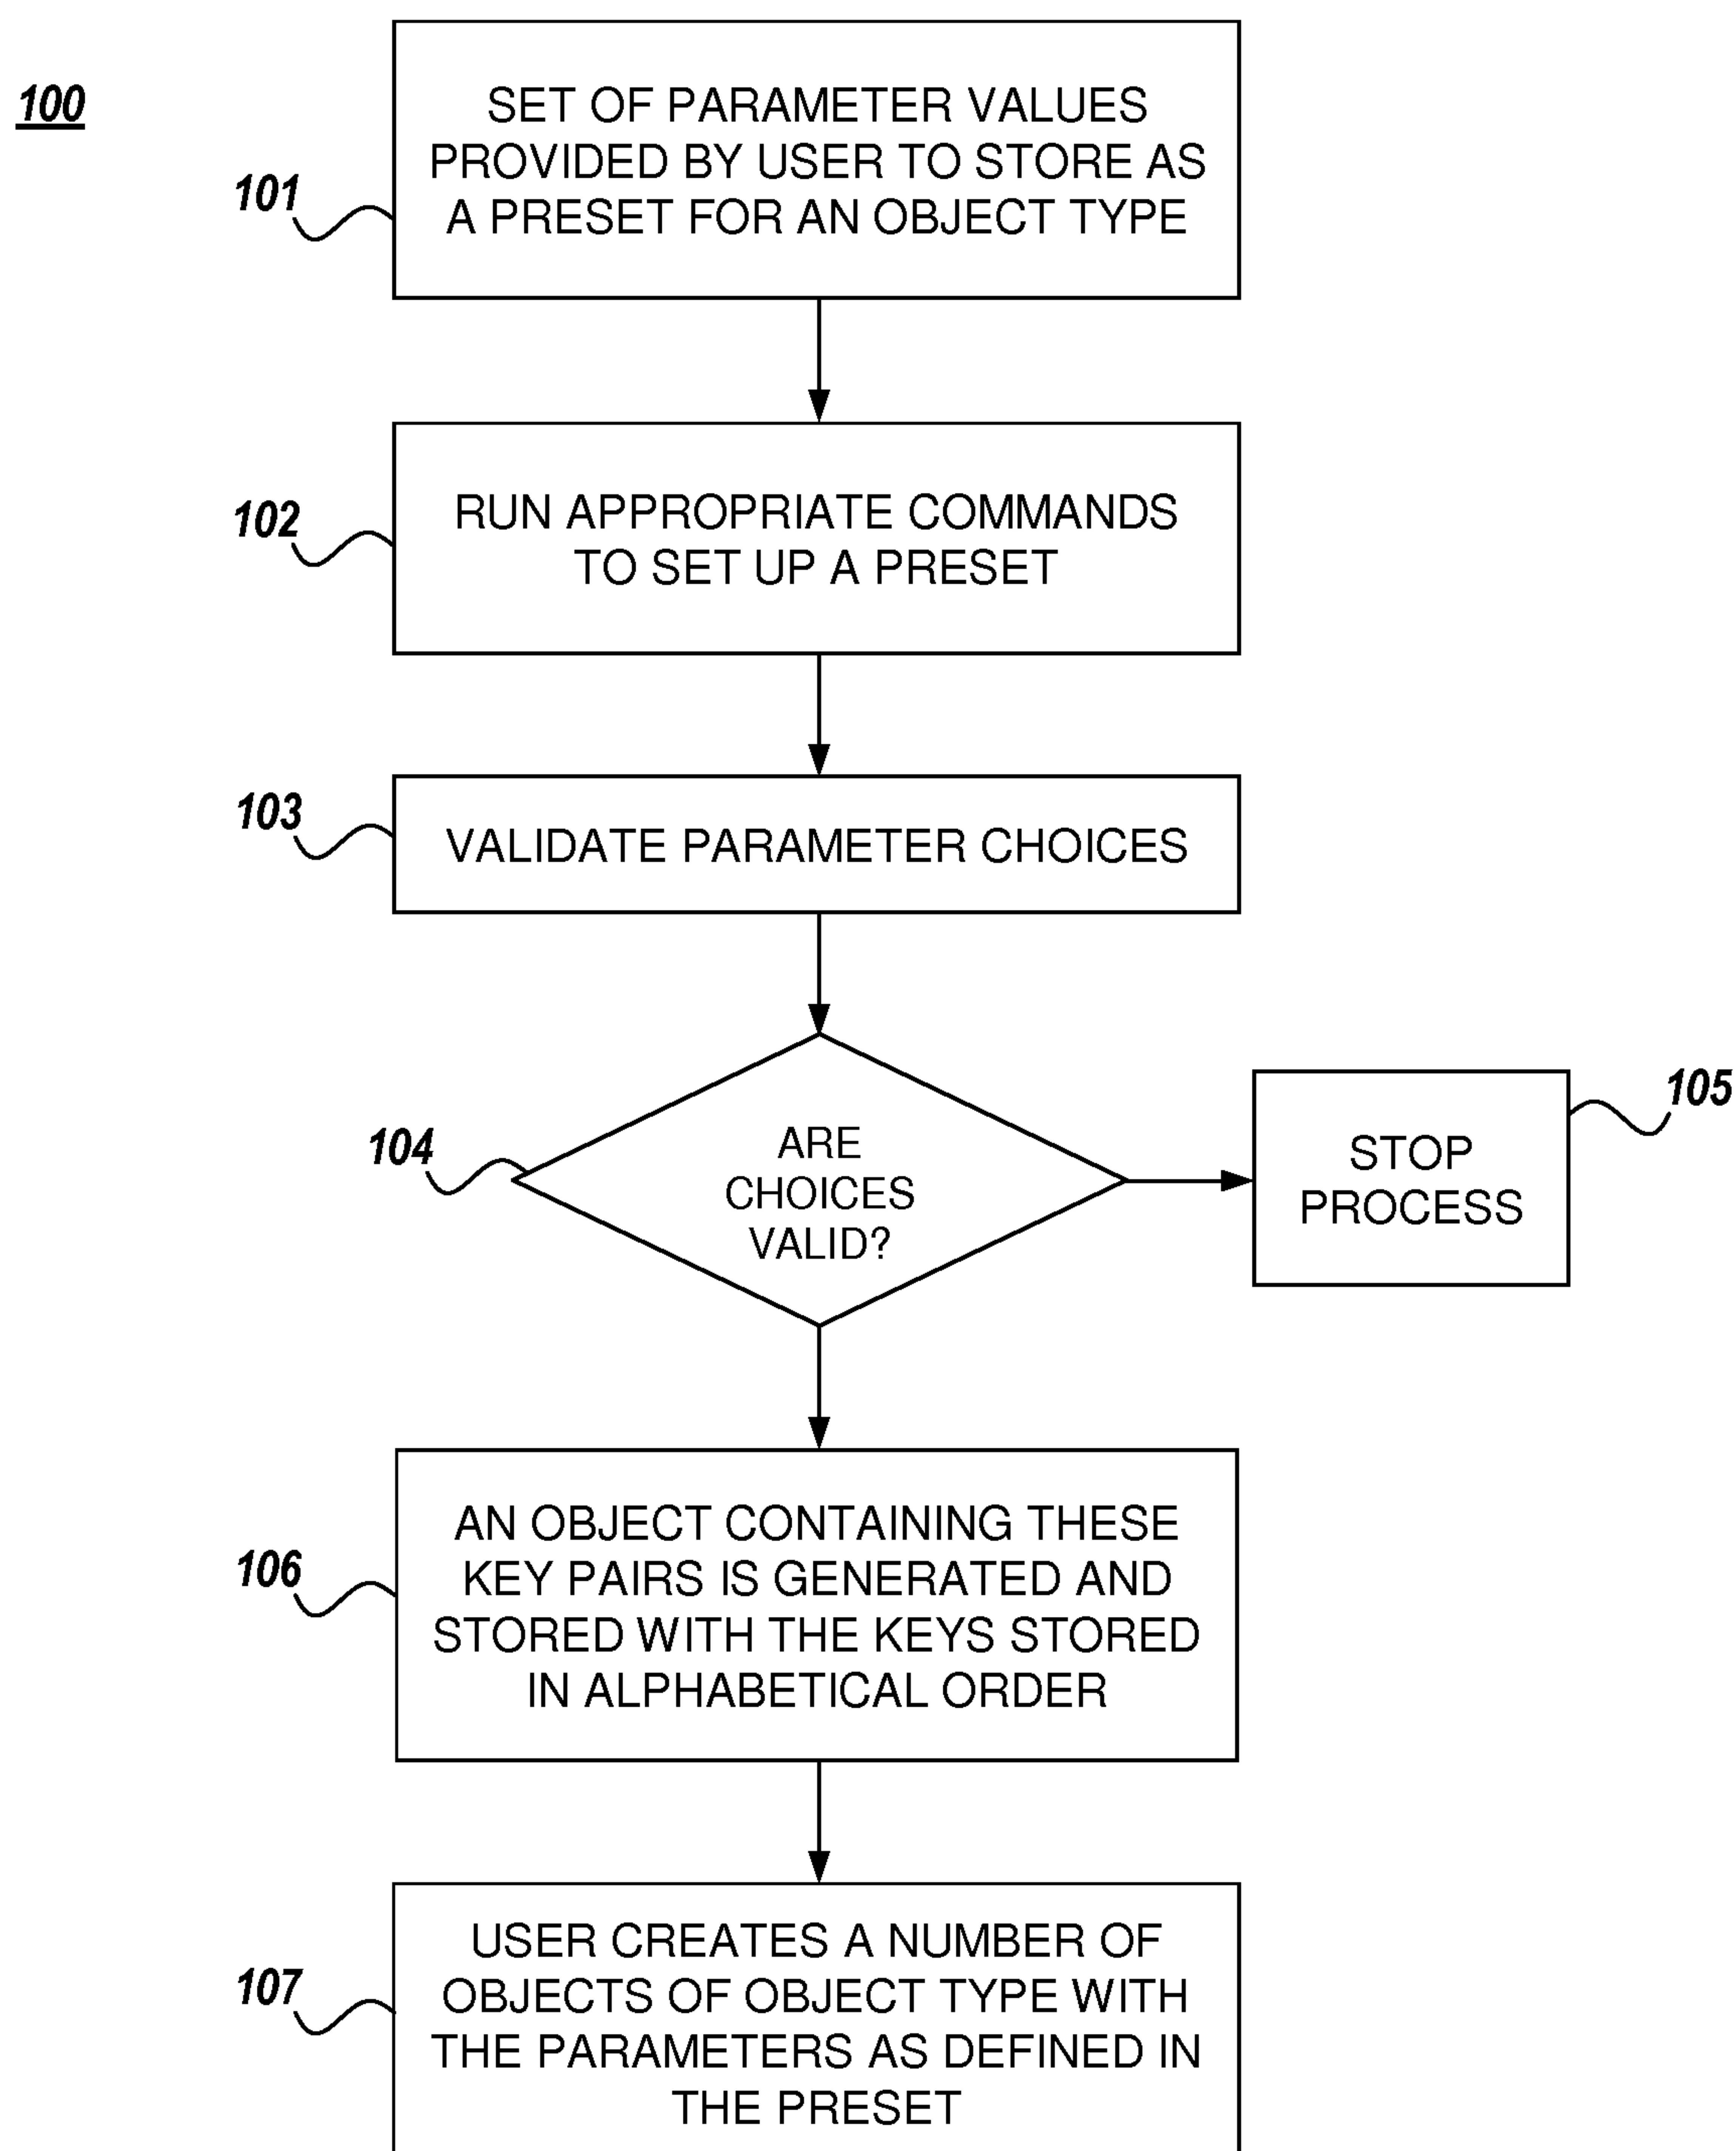 100
101
SET OF PARAMETER VALUES
PROVIDED BY USER TO STORE AS
A PRESET FOR AN OBJECT TYPE
102
RUN APPROPRIATE COMMANDS
TO SET UP A PRESET
103
VALIDATE PARAMETER CHOICES
104
ARE
CHOICES
VALID?
105
STOP
PROCESS
106
AN OBJECT CONTAINING THESE
KEY PAIRS IS GENERATED AND
STORED WITH THE KEYS STORED
IN ALPHABETICAL ORDER
107
USER CREATES A NUMBER OF
OBJECTS OF OBJECT TYPE WITH
THE PARAMETERS AS DEFINED IN
THE PRESET